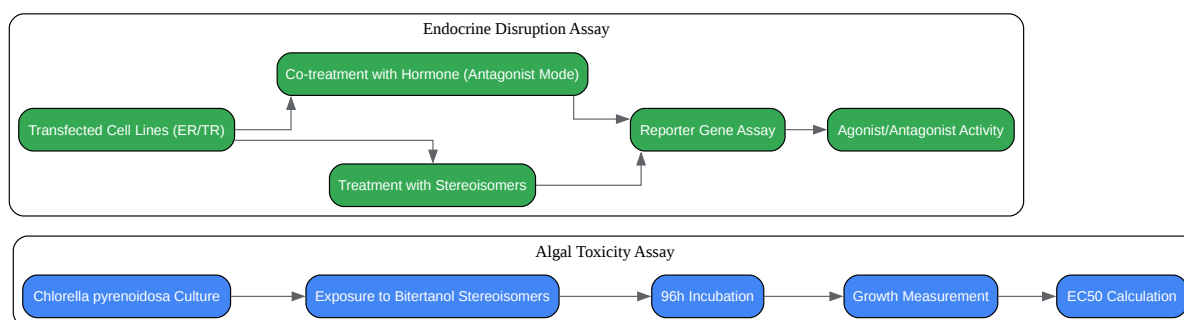 Endocrine Disruption Assay
Co-treatment with Hormone (Antagonist Mode)
Transfected Cell Lines (ER/TR)
Reporter Gene Assay
Agonist/Antagonist Activity
Treatment with Stereoisomers
Algal Toxicity Assay
Chlorella pyrenoidosa Culture
Exposure to Bitertanol Stereoisomers
96h Incubation
Growth Measurement
EC50 Calculation